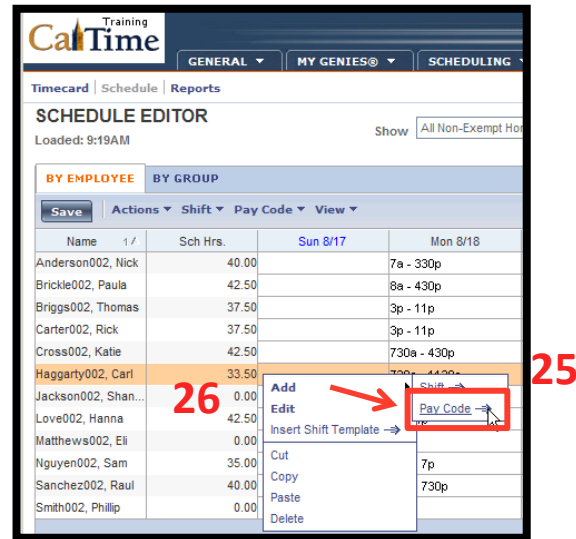 Training
CalTime
GENERAL MY GENIES® SCHEDULING
Timecard | Schedule | Reports
SCHEDULE EDITOR
Loaded: 9:19AM
Show All Non-Exempt Hor
BY EMPLOYEE BY GROUP
Save Actions Shift Pay Code View
Name 1 / Sch Hrs. Sun 8/17 Mon 8/18
Anderson002, Nick 40.00 7a - 330p
Brickle002, Paula 42.50 8a - 430p
Briggs002, Thomas 37.50 3p - 11p
Carter002, Rick 37.50 3p - 11p
Cross002, Katie 42.50 730a - 430p
Haggarty002, Carl 33.50
Jackson002, Shan... 0.00
Love002, Hanna 42.50
Matthews002, Eli 0.00
Nguyen002, Sam 35.00 7p
Sanchez002, Raul 40.00 730p
Smith002, Phillip 0.00
Add
Edit
Insert Shift Template
Cut
Copy
Paste
Delete
Shift
Pay Code
25
26